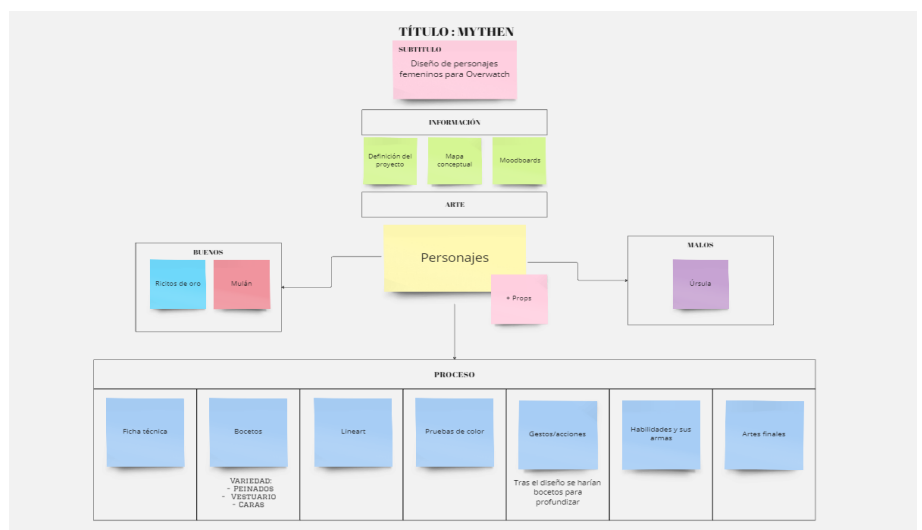 TÍTULO : MYTHEN
SUBTITULO
Diseño de personajes
femeninos para Overwatch
INFORMACIÓN
Definición del
proyecto
Mapa
conceptual
Moodboards
ARTE
Personajes
+ Props
BUENOS
Ricitos de oro
Mulán
MALOS
Úrsula
PROCESO
Ficha técnica
Bocetos
VARIEDAD:
- PEINADOS
- VESTUARIO
- CARAS
Lineart
Pruebas de color
Gestos/acciones
Tras el diseño se harían
bocetos para
profundizar
Habilidades y sus
armas
Artes finales